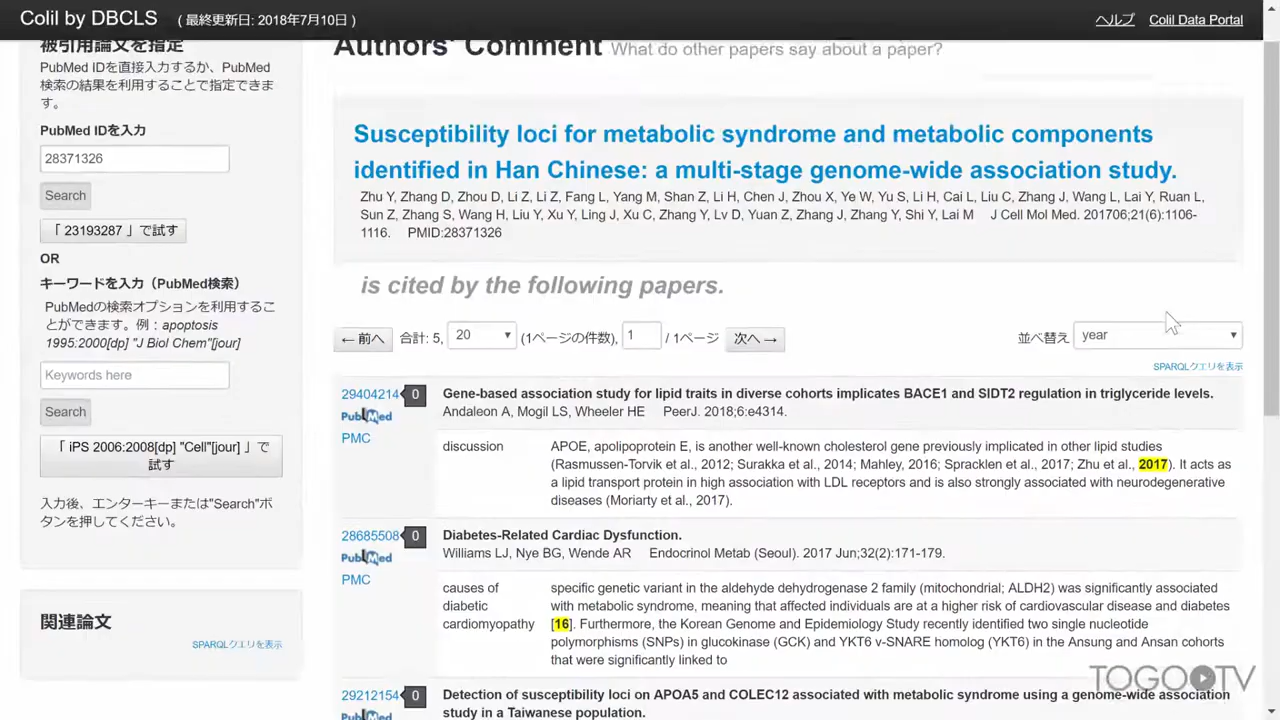 Colil by DBCLS ( 最終更新日: 2018年7月10日 ) ヘルプ Colil Data Portal
被引用論文を指定
PubMed IDを直接入力するか、PubMed
検索の結果を利用することで指定できま
す。
PubMed IDを入力
28371326
Search
「 23193287 」で試す
OR
キーワードを入力（PubMed検索）
PubMedの検索オプションを利用するこ
とができます。例：apoptosis
1995:2000[dp] "J Biol Chem"[jour]
Keywords here
Search
「 iPS 2006:2008[dp] "Cell"[jour] 」で
試す
入力後、エンターキーまたは"Search"ボ
タンを押してください。
関連論文
SPARQLクエリを表示
Authors' Comment What do other papers say about a paper?
Susceptibility loci for metabolic syndrome and metabolic components
identified in Han Chinese: a multi-stage genome-wide association study.
Zhu Y, Zhang D, Zhou D, Li Z, Li Z, Fang L, Yang M, Shan Z, Li H, Chen J, Zhou X, Ye W, Yu S, Li H, Cai L, Liu C, Zhang J, Wang L, Lai Y, Ruan L,
Sun Z, Zhang S, Wang H, Liu Y, Xu Y, Ling J, Xu C, Zhang Y, Lv D, Yuan Z, Zhang J, Zhang Y, Shi Y, Lai M J Cell Mol Med. 201706;21(6):1106-
1116. PMID:28371326
is cited by the following papers.
← 前へ 合計: 5, 20 (1ページの件数), 1 / 1ページ 次へ → 並べ替え year
SPARQLクエリを表示
29404214 0 Gene-based association study for lipid traits in diverse cohorts implicates BACE1 and SIDT2 regulation in triglyceride levels.
PubMed Andaleon A, Mogil LS, Wheeler HE PeerJ. 2018;6:e4314.
PMC
discussion APOE, apolipoprotein E, is another well-known cholesterol gene previously implicated in other lipid studies
(Rasmussen-Torvik et al., 2012; Surakka et al., 2014; Mahley, 2016; Spracklen et al., 2017; Zhu et al., 2017). It acts as
a lipid transport protein in high association with LDL receptors and is also strongly associated with neurodegenerative
diseases (Moriarty et al., 2017).
28685508 0 Diabetes-Related Cardiac Dysfunction.
PubMed Williams LJ, Nye BG, Wende AR Endocrinol Metab (Seoul). 2017 Jun;32(2):171-179.
PMC
causes of specific genetic variant in the aldehyde dehydrogenase 2 family (mitochondrial; ALDH2) was significantly associated
diabetic with metabolic syndrome, meaning that affected individuals are at a higher risk of cardiovascular disease and diabetes
cardiomyopathy [16]. Furthermore, the Korean Genome and Epidemiology Study recently identified two single nucleotide
polymorphisms (SNPs) in glucokinase (GCK) and YKT6 v-SNARE homolog (YKT6) in the Ansung and Ansan cohorts
that were significantly linked to
29212154 0 Detection of susceptibility loci on APOA5 and COLEC12 associated with metabolic syndrome using a genome-wide association
PubMed study in a Taiwanese population.
TOGOTV